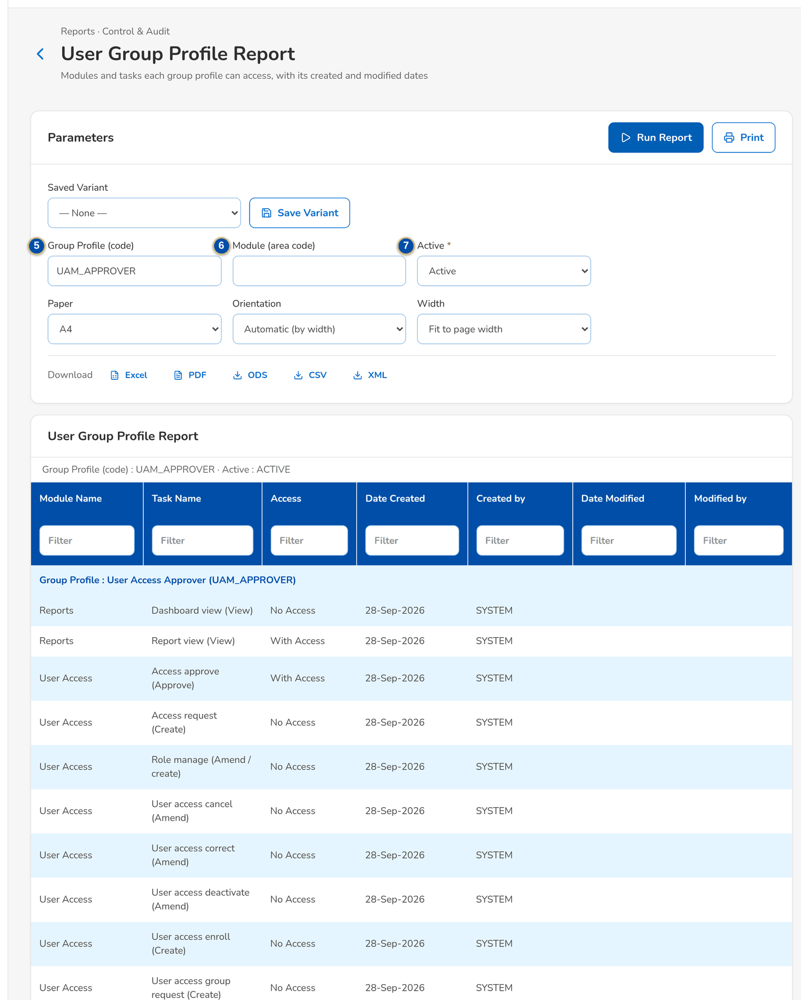 Reports · Control & Audit
User Group Profile Report
Modules and tasks each group profile can access, with its created and modified dates
Parameters
Run Report
Print
Saved Variant
— None —
Save Variant
5 Group Profile (code)
6 Module (area code)
7 Active *
UAM_APPROVER
Active
Paper
Orientation
Width
A4
Automatic (by width)
Fit to page width
Download
Excel
PDF
ODS
CSV
XML
User Group Profile Report
Group Profile (code) : UAM_APPROVER · Active : ACTIVE
Module Name Task Name Access Date Created Created by Date Modified Modified by
Filter Filter Filter Filter Filter Filter Filter
Group Profile : User Access Approver (UAM_APPROVER)
Reports Dashboard view (View) No Access 28-Sep-2026 SYSTEM
Reports Report view (View) With Access 28-Sep-2026 SYSTEM
User Access Access approve
(Approve) With Access 28-Sep-2026 SYSTEM
User Access Access request
(Create) No Access 28-Sep-2026 SYSTEM
User Access Role manage (Amend /
create) No Access 28-Sep-2026 SYSTEM
User Access User access cancel
(Amend) No Access 28-Sep-2026 SYSTEM
User Access User access correct
(Amend) No Access 28-Sep-2026 SYSTEM
User Access User access deactivate
(Amend) No Access 28-Sep-2026 SYSTEM
User Access User access enroll
(Create) No Access 28-Sep-2026 SYSTEM
User Access User access group
request (Create) No Access 28-Sep-2026 SYSTEM